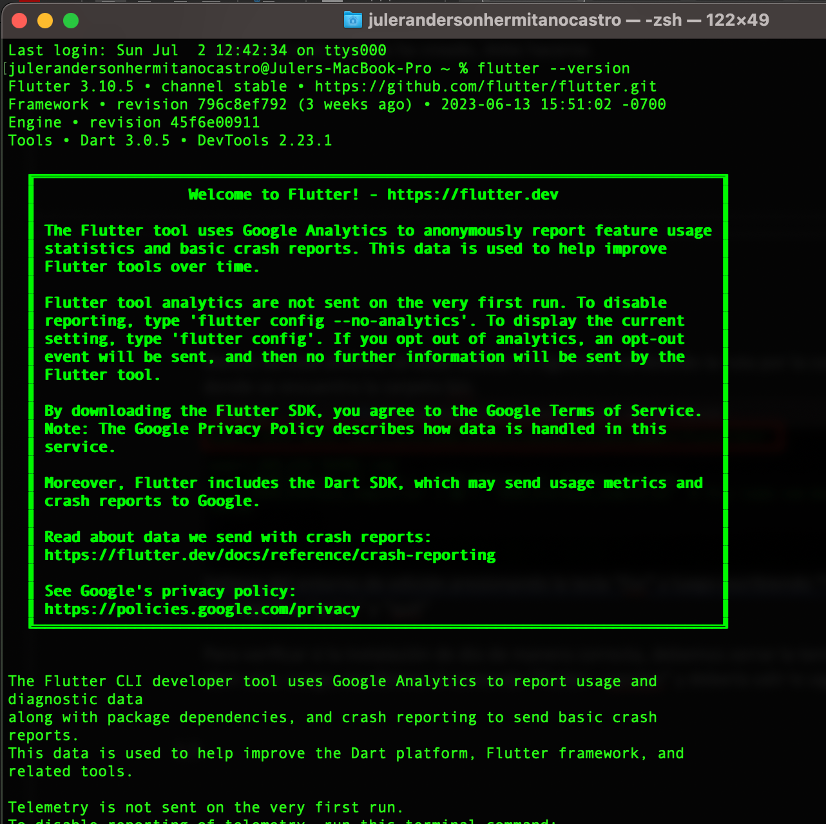 julerandersonhermitanocastro — -zsh — 122×49
Last login: Sun Jul  2 12:42:34 on ttys000
[julerandersonhermitanocastro@Julers-MacBook-Pro ~ % flutter --version
Flutter 3.10.5 • channel stable • https://github.com/flutter/flutter.git
Framework • revision 796c8ef792 (3 weeks ago) • 2023-06-13 15:51:02 -0700
Engine • revision 45f6e00911
Tools • Dart 3.0.5 • DevTools 2.23.1
Welcome to Flutter! - https://flutter.dev
The Flutter tool uses Google Analytics to anonymously report feature usage
statistics and basic crash reports. This data is used to help improve
Flutter tools over time.
Flutter tool analytics are not sent on the very first run. To disable
reporting, type 'flutter config --no-analytics'. To display the current
setting, type 'flutter config'. If you opt out of analytics, an opt-out
event will be sent, and then no further information will be sent by the
Flutter tool.
By downloading the Flutter SDK, you agree to the Google Terms of Service.
Note: The Google Privacy Policy describes how data is handled in this
service.
Moreover, Flutter includes the Dart SDK, which may send usage metrics and
crash reports to Google.
Read about data we send with crash reports:
https://flutter.dev/docs/reference/crash-reporting
See Google's privacy policy:
https://policies.google.com/privacy
The Flutter CLI developer tool uses Google Analytics to report usage and
diagnostic data
along with package dependencies, and crash reporting to send basic crash
reports.
This data is used to help improve the Dart platform, Flutter framework, and
related tools.
Telemetry is not sent on the very first run.
To disable reporting of telemetry, run this terminal command: